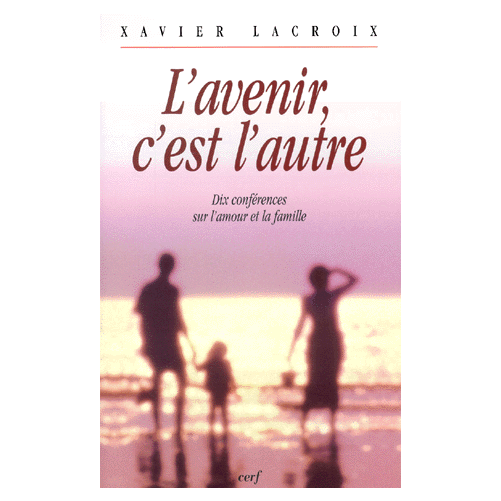 XAVIER LACROIX
L'avenir,
c'est l'autre
Dix conférences
sur l'amour et la famille
cerf